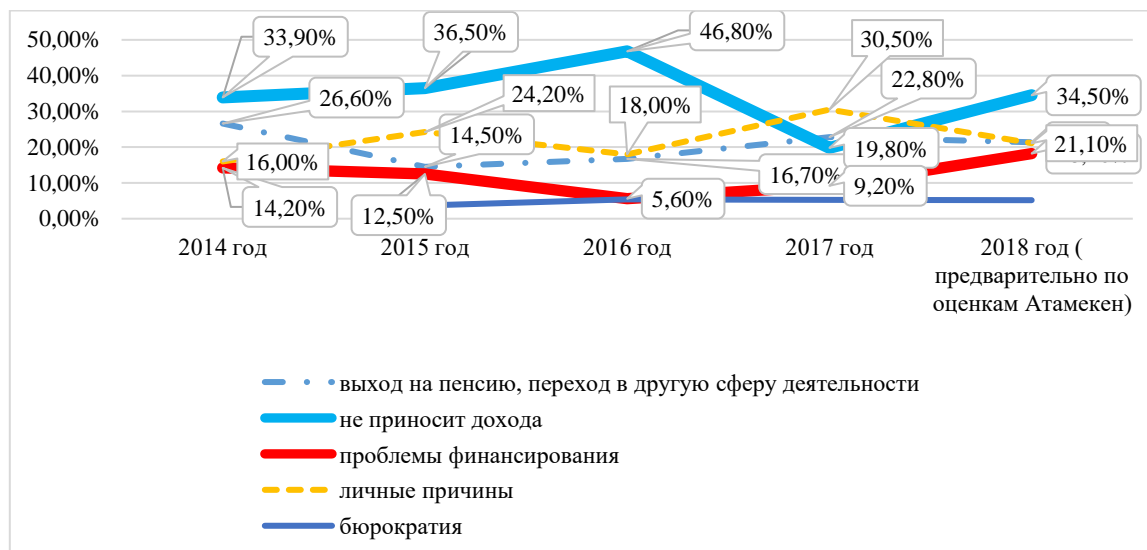 50,00%
40,00%
30,00%
20,00%
10,00%
0,00%
33,90%
36,50%
46,80%
30,50%
26,60%
24,20%
18,00%
22,80%
34,50%
16,00%
14,50%
19,80%
21,10%
14,20%
12,50%
5,60%
16,70%
9,20%
2014 год
2015 год
2016 год
2017 год
2018 год (
предварительно по
оценкам Атамекен)
выход на пенсию, переход в другую сферу деятельности
не приносит дохода
проблемы финансирования
личные причины
бюрократия